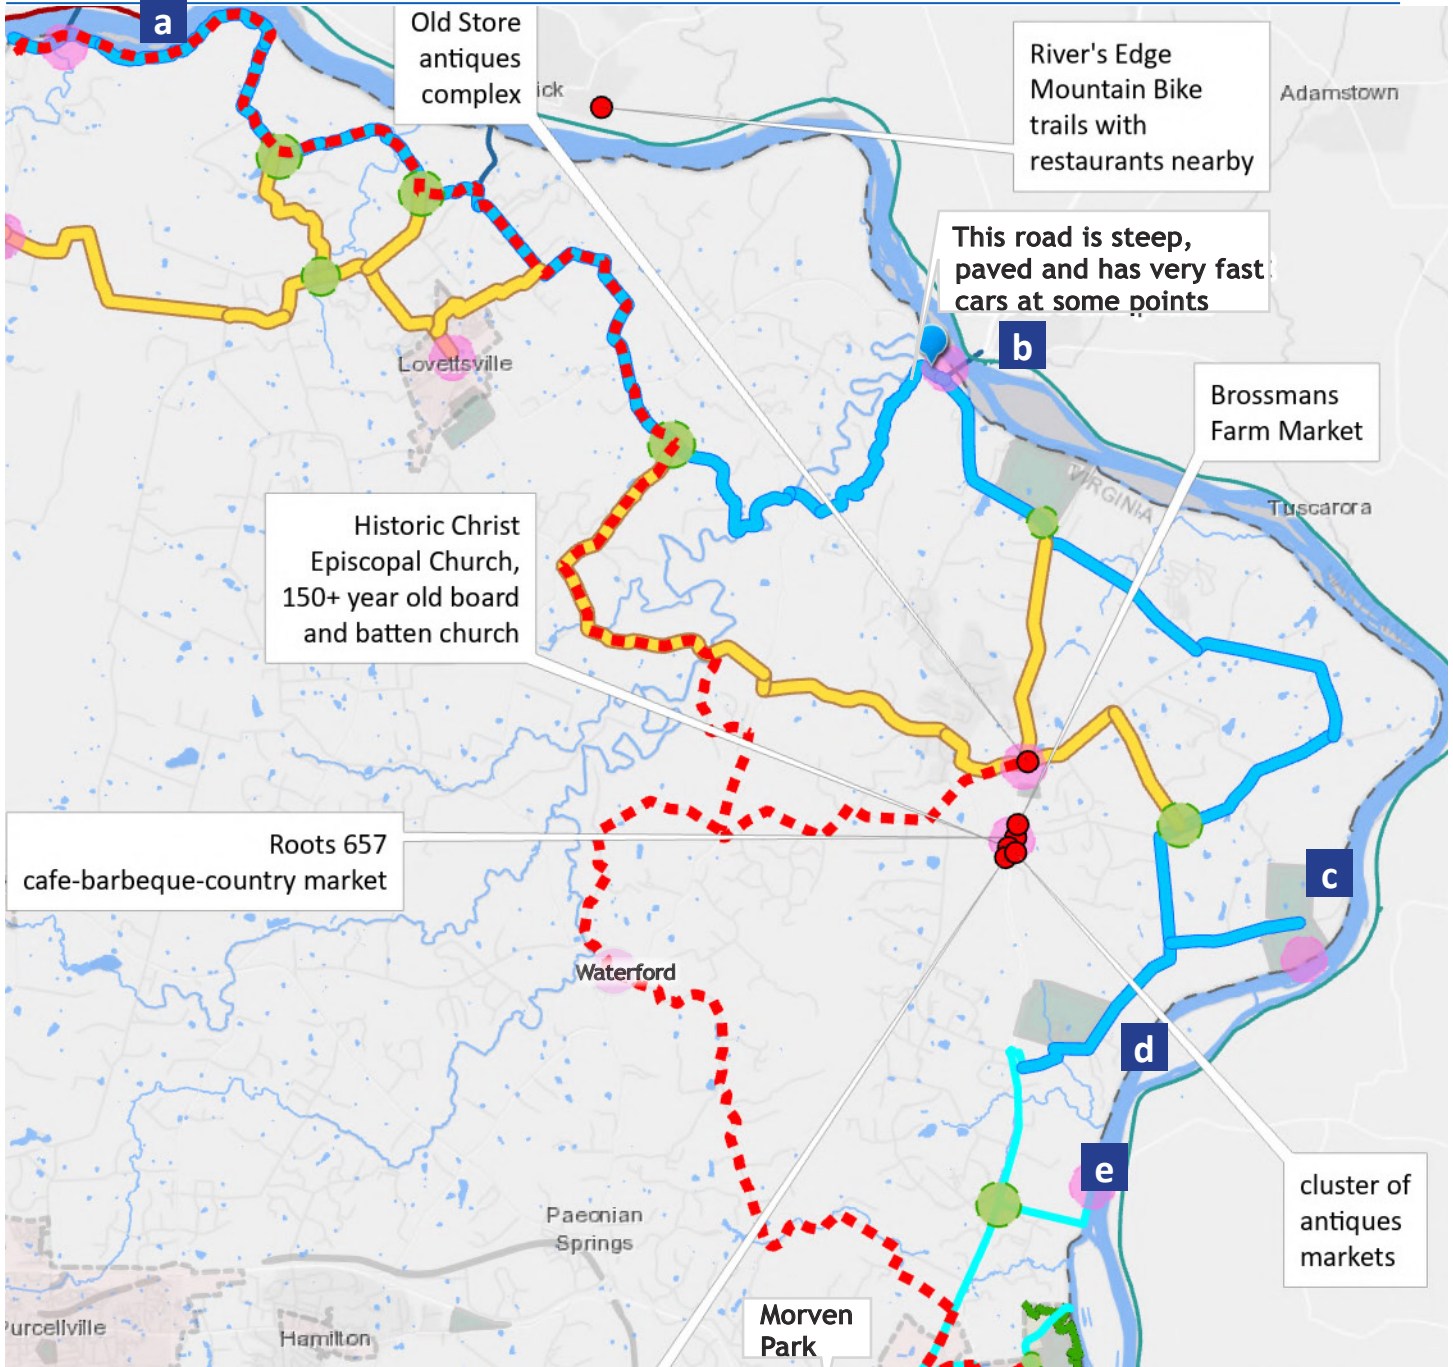 a
Old Store
antiques
complex
ick
River's Edge
Mountain Bike
trails with
restaurants nearby
Adamstown
This road is steep,
paved and has very fast
cars at some points
b
Lovettsville
Brossmans
Farm Market
VIRGINIA
Tuscarora
Historic Christ
Episcopal Church,
150+ year old board
and batten church
Roots 657
cafe-barbeque-country market
c
Waterford
d
e
Paeonian
Springs
cluster of
antiques
markets
Morven
Park
urcellville
Hamilton